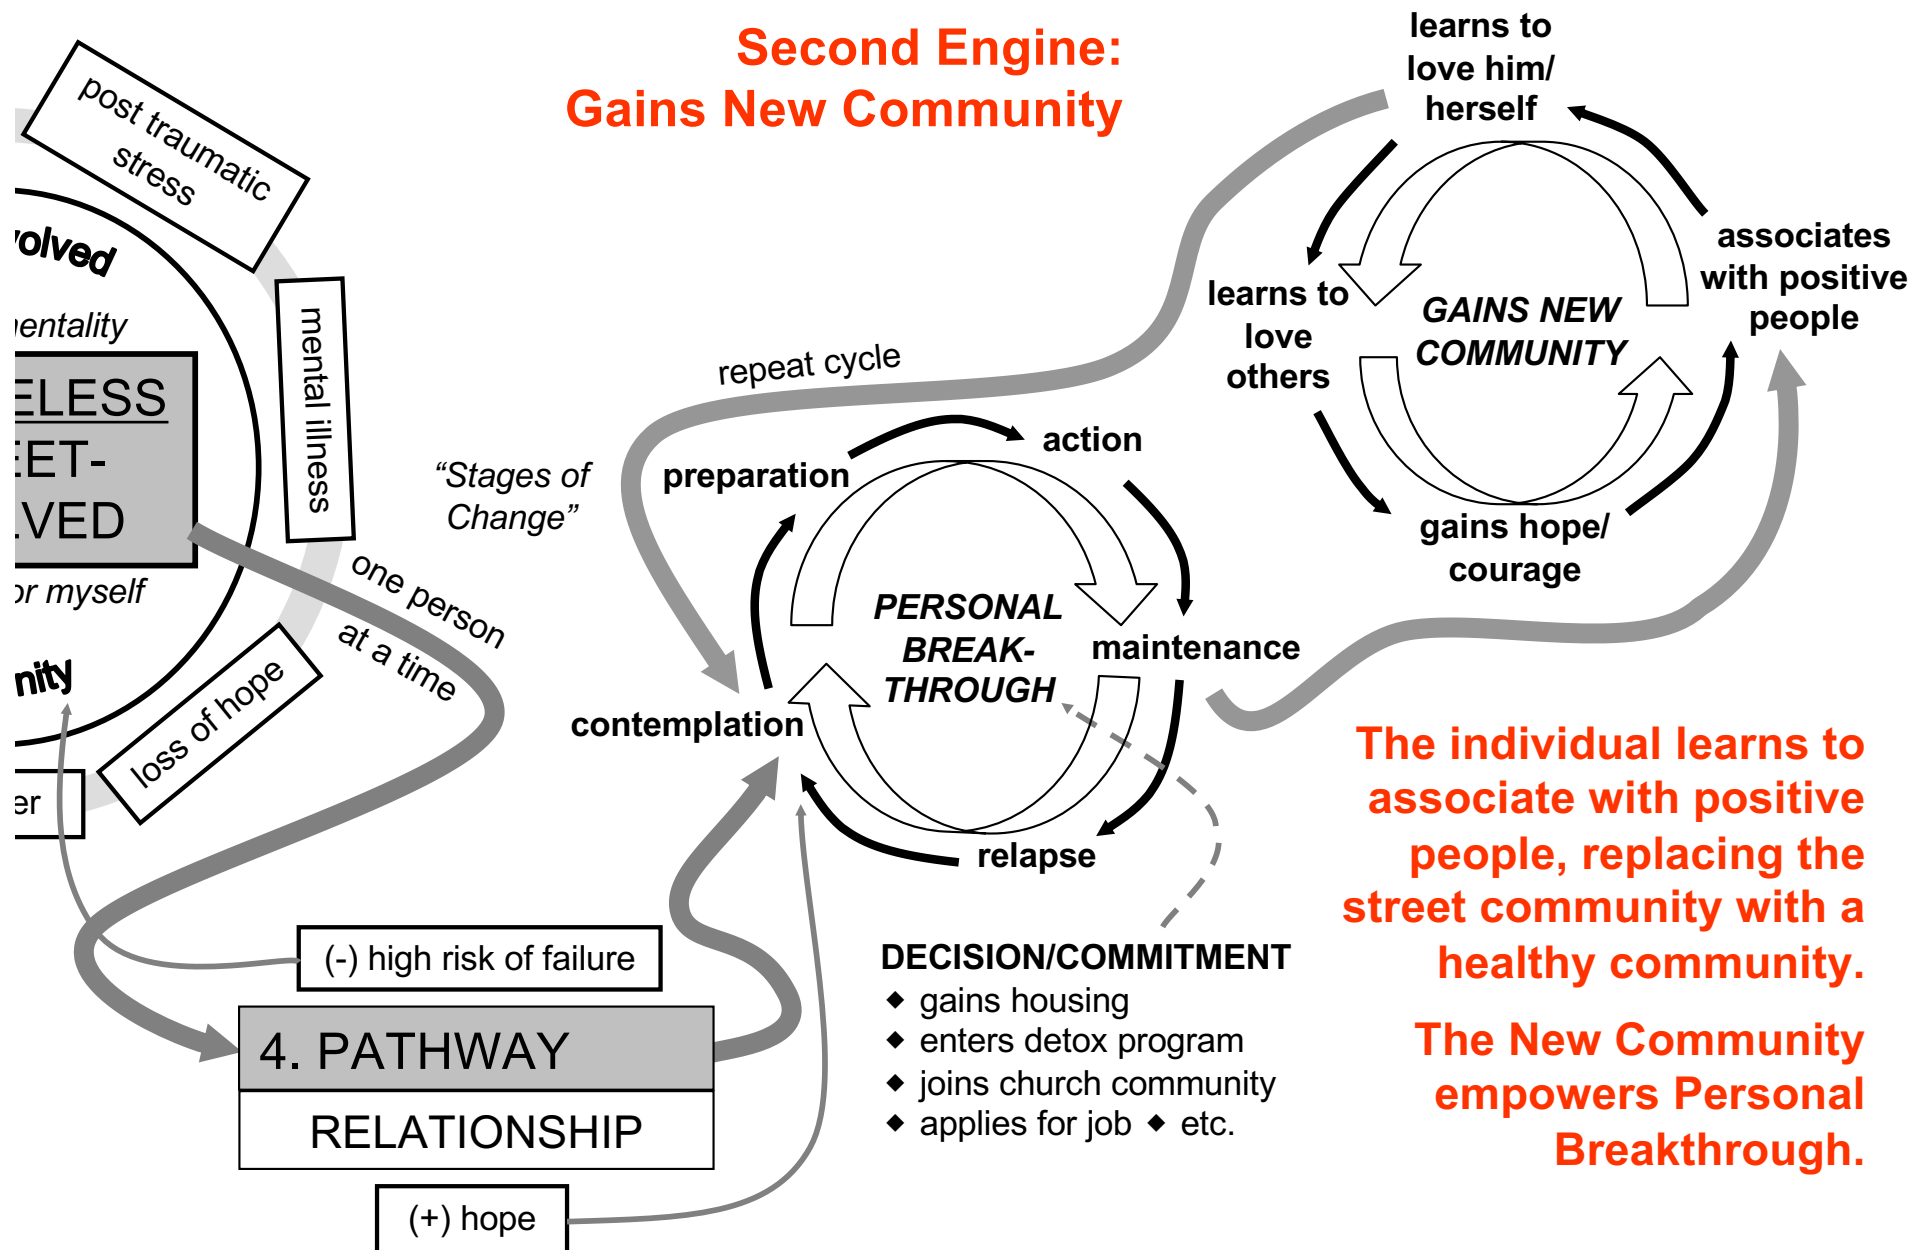 Second Engine:
Gains New Community
post traumatic
stress
mental illness
loss of hope
myself
one person
at a time
"Stages of
Change"
repeat cycle
preparation
action
maintenance
relapse
contemplation
PERSONAL
BREAK-
THROUGH
learns to
love him/
herself
associates
with positive
people
gains hope/
courage
learns to
love
others
GAINS NEW
COMMUNITY
(-) high risk of failure
4. PATHWAY
RELATIONSHIP
(+) hope
DECISION/COMMITMENT
◆ gains housing
◆ enters detox program
◆ joins church community
◆ applies for job ◆ etc.
The individual learns to
associate with positive
people, replacing the
street community with a
healthy community.
The New Community
empowers Personal
Breakthrough.